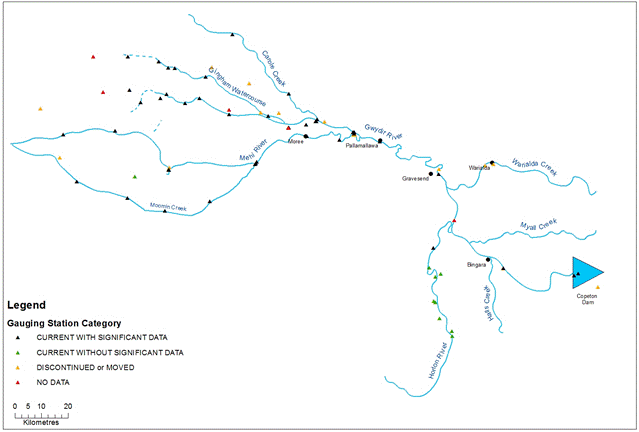 Carole Creek
Gingham Watercourse
Gwydir River
Mehi River
Moree
Pallamallawa
Gravesend
Warialda
Warialda Creek
Moomin Creek
Myall Creek
Bingara
Halls Creek
Copeton
Dam
Horton River
Legend
Gauging Station Category
CURRENT WITH SIGNIFICANT DATA
CURRENT WITHOUT SIGNIFICANT DATA
DISCONTINUED or MOVED
NO DATA
0 5 10 20
Kilometres